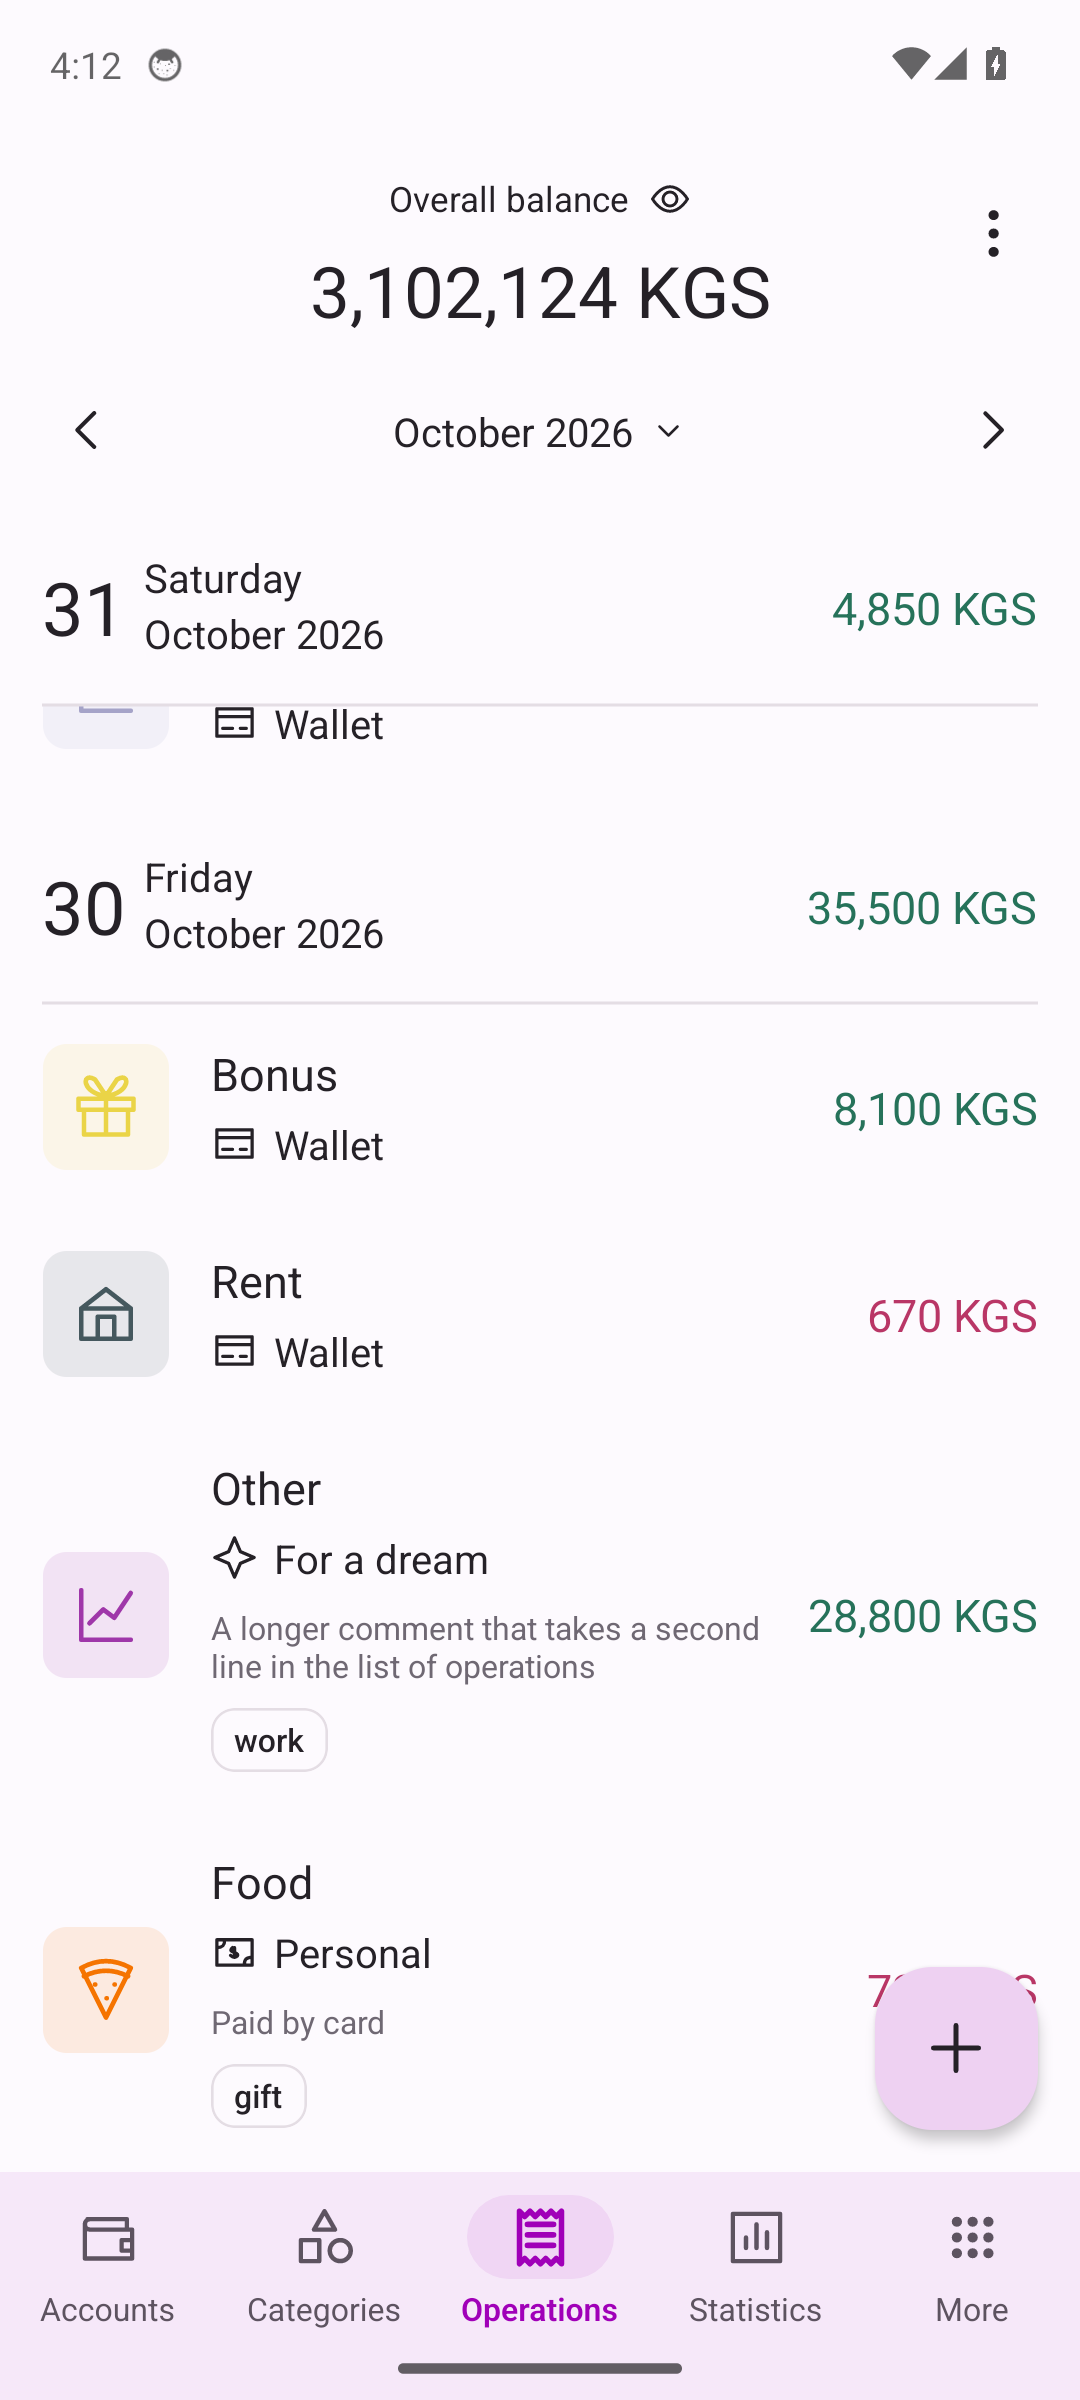 4:12
Overall balance
3,102,124 KGS
October 2026
31
Saturday
October 2026
4,850 KGS
Wallet
30
Friday
October 2026
35,500 KGS
Bonus
Wallet
8,100 KGS
Rent
Wallet
670 KGS
Other
For a dream
A longer comment that takes a second
line in the list of operations
28,800 KGS
work
Food
Personal
Paid by card
gift
Accounts
Categories
Operations
Statistics
More